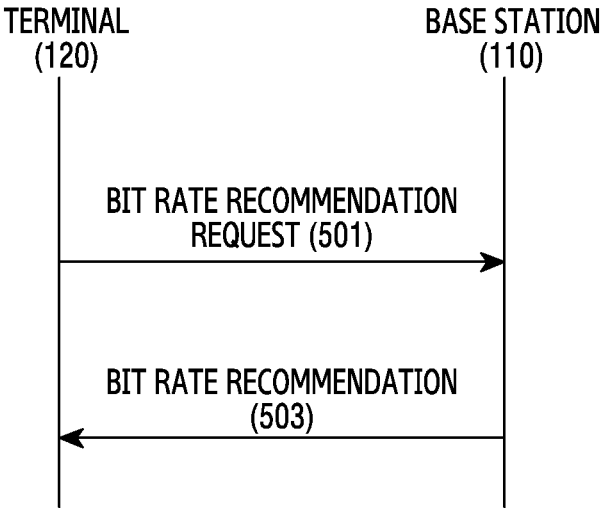 TERMINAL
(120)
BASE STATION
(110)
BIT RATE RECOMMENDATION
REQUEST (501)
BIT RATE RECOMMENDATION
(503)